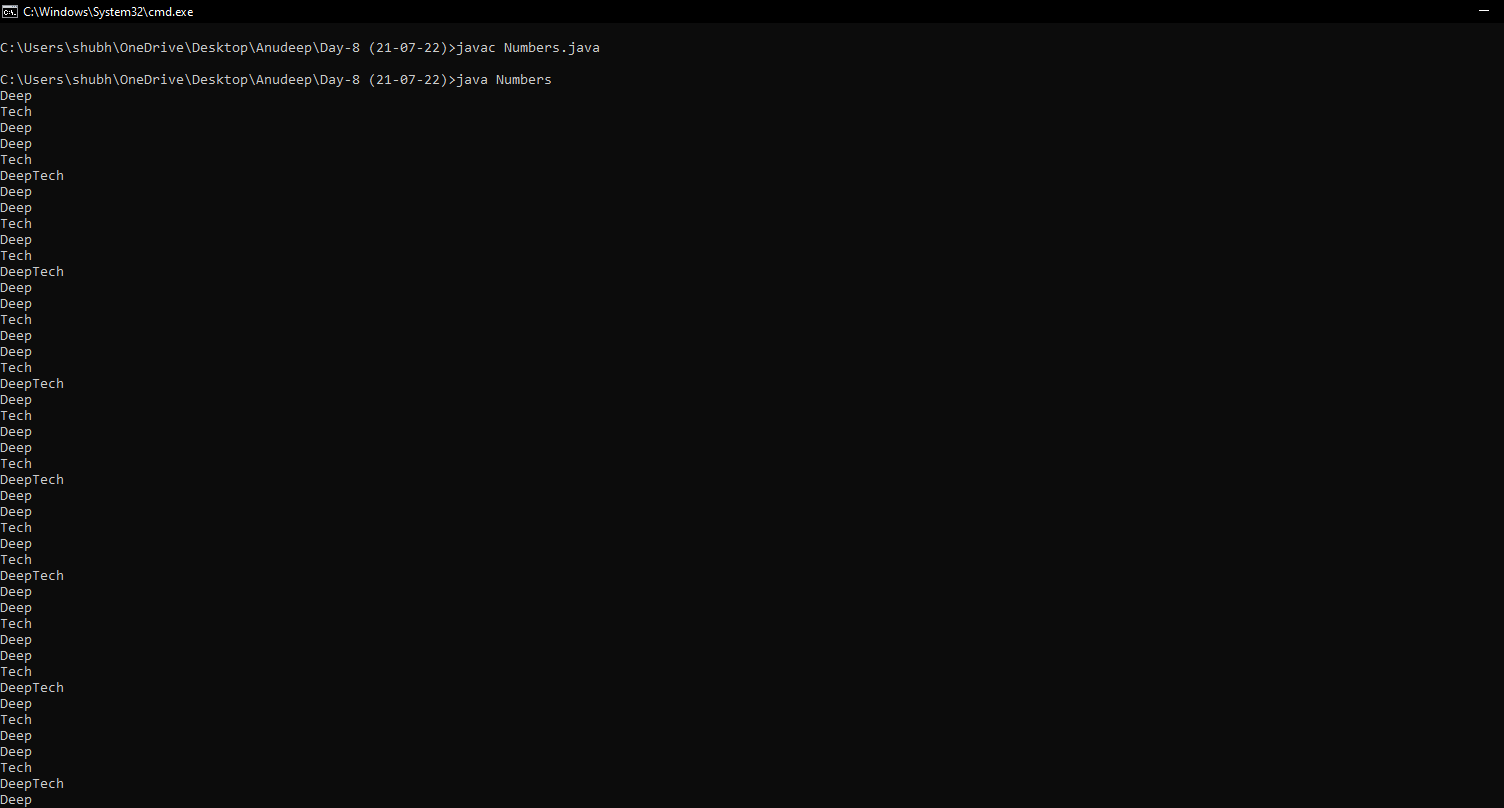 C:\Windows\System32\cmd.exe
C:\Users\shubh\OneDrive\Desktop\Anudeep\Day-8 (21-07-22)>javac Numbers.java
C:\Users\shubh\OneDrive\Desktop\Anudeep\Day-8 (21-07-22)>java Numbers
Deep
Tech
Deep
Deep
Tech
DeepTech
Deep
Deep
Tech
Deep
Tech
DeepTech
Deep
Deep
Tech
Deep
Deep
Tech
DeepTech
Deep
Tech
Deep
Deep
Tech
DeepTech
Deep
Deep
Tech
Deep
Tech
DeepTech
Deep
Deep
Tech
Deep
Deep
Tech
DeepTech
Deep
Tech
Deep
Deep
Tech
DeepTech
Deep